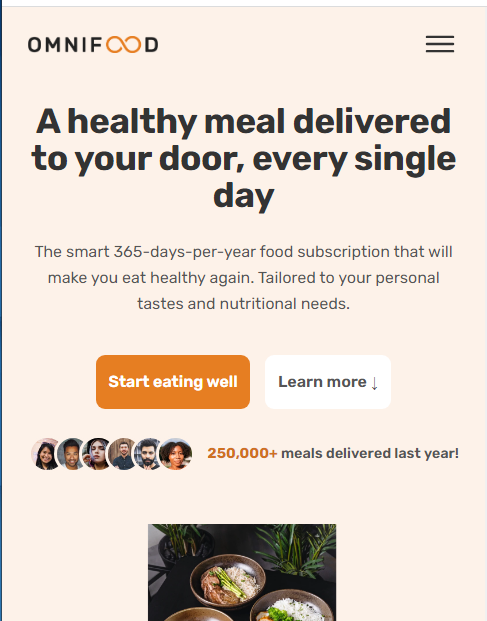 OMNIFOOD
A healthy meal delivered
to your door, every single
day
The smart 365-days-per-year food subscription that will
make you eat healthy again. Tailored to your personal
tastes and nutritional needs.
Start eating well
Learn more ↓
250,000+ meals delivered last year!